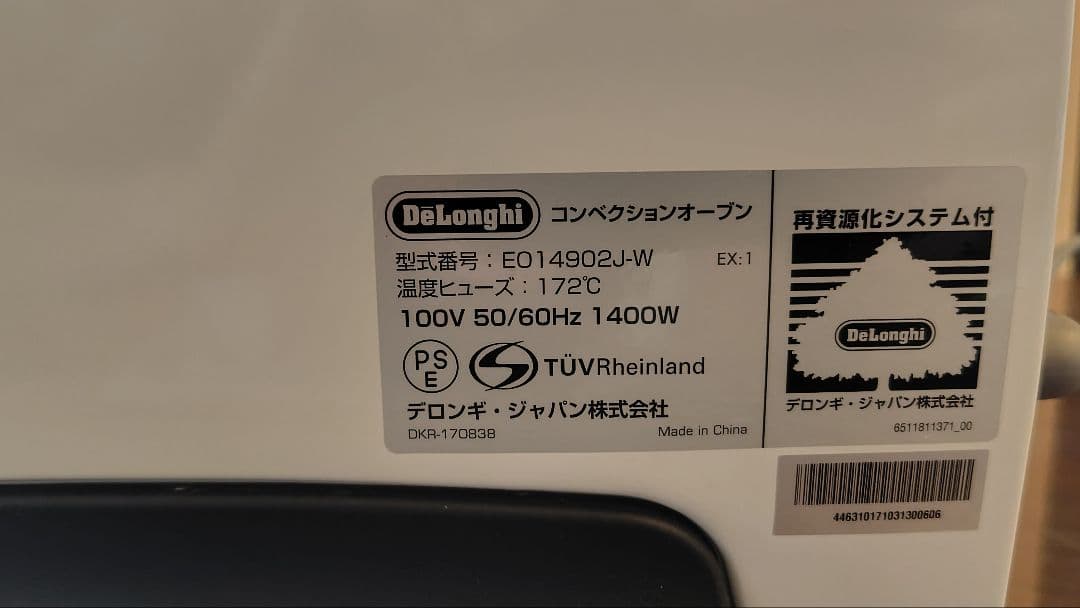 DeLonghi コンベクションオーブン
型式番号：EO14902J-W EX:1
温度ヒューズ：172℃
100V 50/60Hz 1400W
PSE TÜVRheinland
デロンギ・ジャパン株式会社
DKR-170838 Made in China
再資源化システム付
DeLonghi
デロンギ・ジャパン株式会社
6511811371_00
446310171031300606